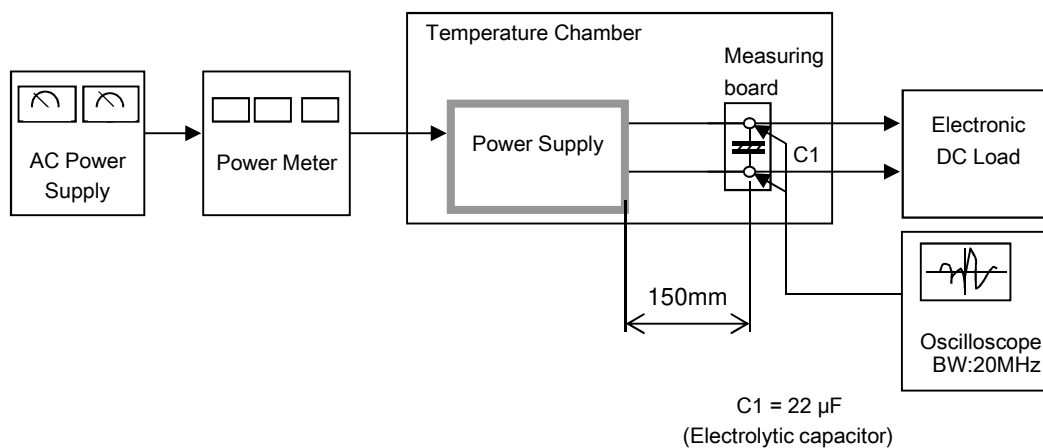 Temperature Chamber
Measuring
board
AC Power
Supply
Power Meter
Power Supply
C1
Electronic
DC Load
150mm
Oscilloscope
BW:20MHz
C1 = 22 µF
(Electrolytic capacitor)